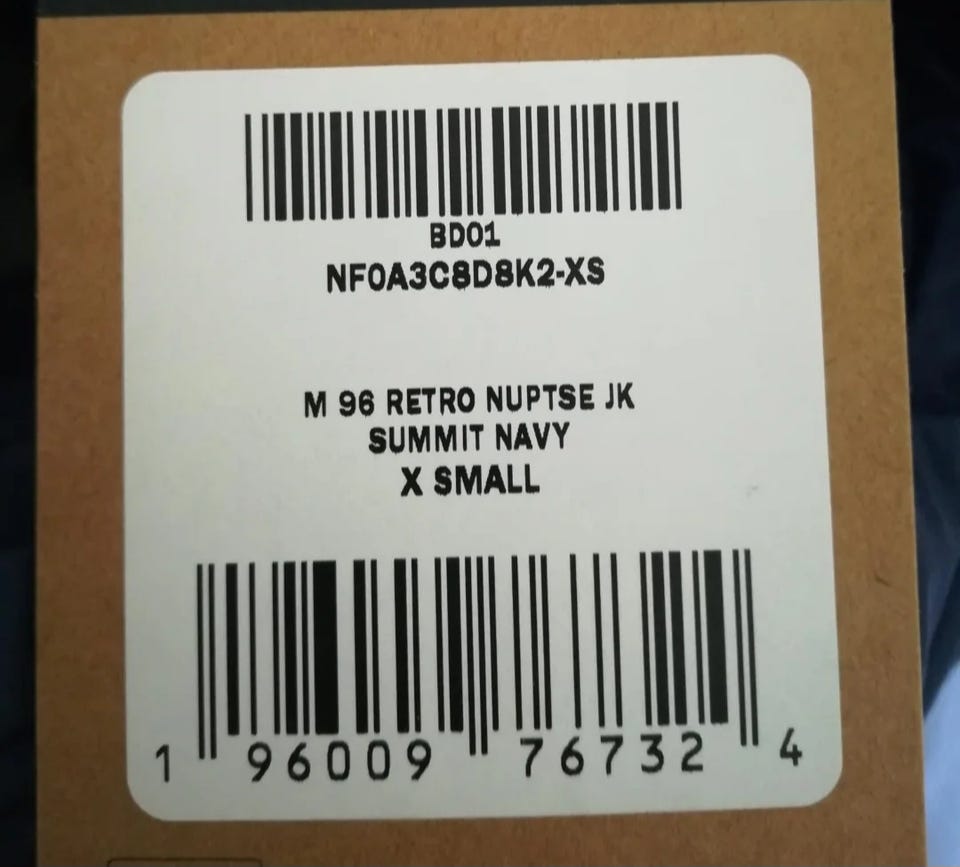 BD01
NF0A3C8D8K2-XS
M 96 RETRO NUPTSE JK
SUMMIT NAVY
X SMALL
1 96009 76732 4